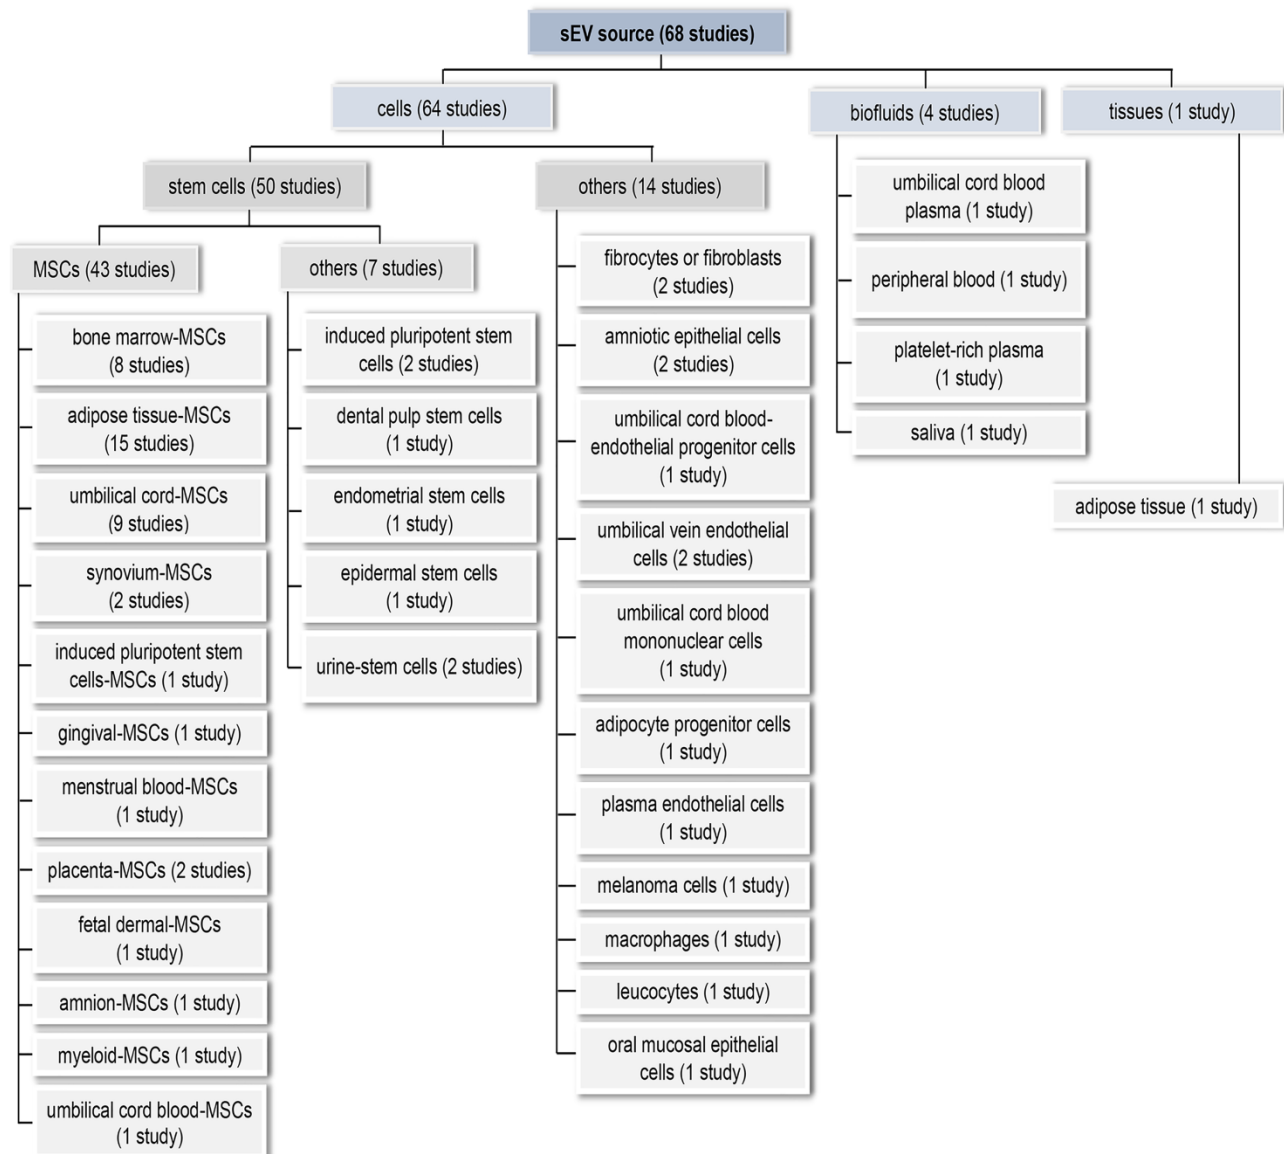 sEV source (68 studies)
cells (64 studies)
biofluids (4 studies)
tissues (1 study)
stem cells (50 studies)
others (14 studies)
MSCs (43 studies)
others (7 studies)
bone marrow-MSCs
(8 studies)
adipose tissue-MSCs
(15 studies)
umbilical cord-MSCs
(9 studies)
synovium-MSCs
(2 studies)
induced pluripotent stem
cells-MSCs (1 study)
gingival-MSCs (1 study)
menstrual blood-MSCs
(1 study)
placenta-MSCs (2 studies)
fetal dermal-MSCs
(1 study)
amnion-MSCs (1 study)
myeloid-MSCs (1 study)
umbilical cord blood-MSCs
(1 study)
induced pluripotent stem
cells (2 studies)
dental pulp stem cells
(1 study)
endometrial stem cells
(1 study)
epidermal stem cells
(1 study)
urine-stem cells (2 studies)
fibrocytes or fibroblasts
(2 studies)
amniotic epithelial cells
(2 studies)
umbilical cord blood-
endothelial progenitor cells
(1 study)
umbilical vein endothelial
cells (2 studies)
umbilical cord blood
mononuclear cells
(1 study)
adipocyte progenitor cells
(1 study)
plasma endothelial cells
(1 study)
melanoma cells (1 study)
macrophages (1 study)
leucocytes (1 study)
oral mucosal epithelial
cells (1 study)
umbilical cord blood
plasma (1 study)
peripheral blood (1 study)
platelet-rich plasma
(1 study)
saliva (1 study)
adipose tissue (1 study)